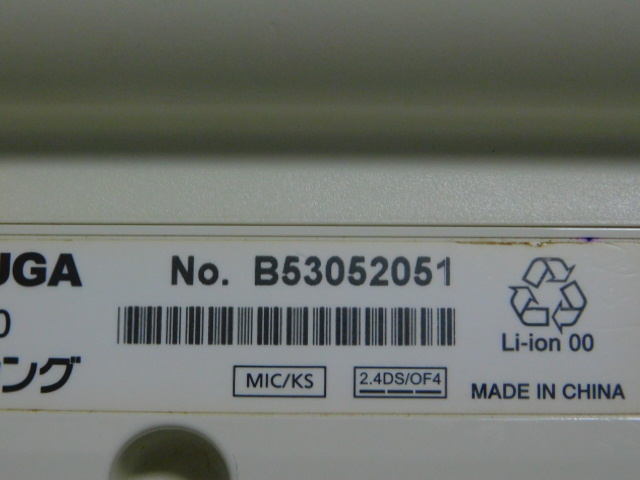 UGA No. B53052051
0
ング Li-ion 00
MIC/KS 2.4DS/OF4 MADE IN CHINA